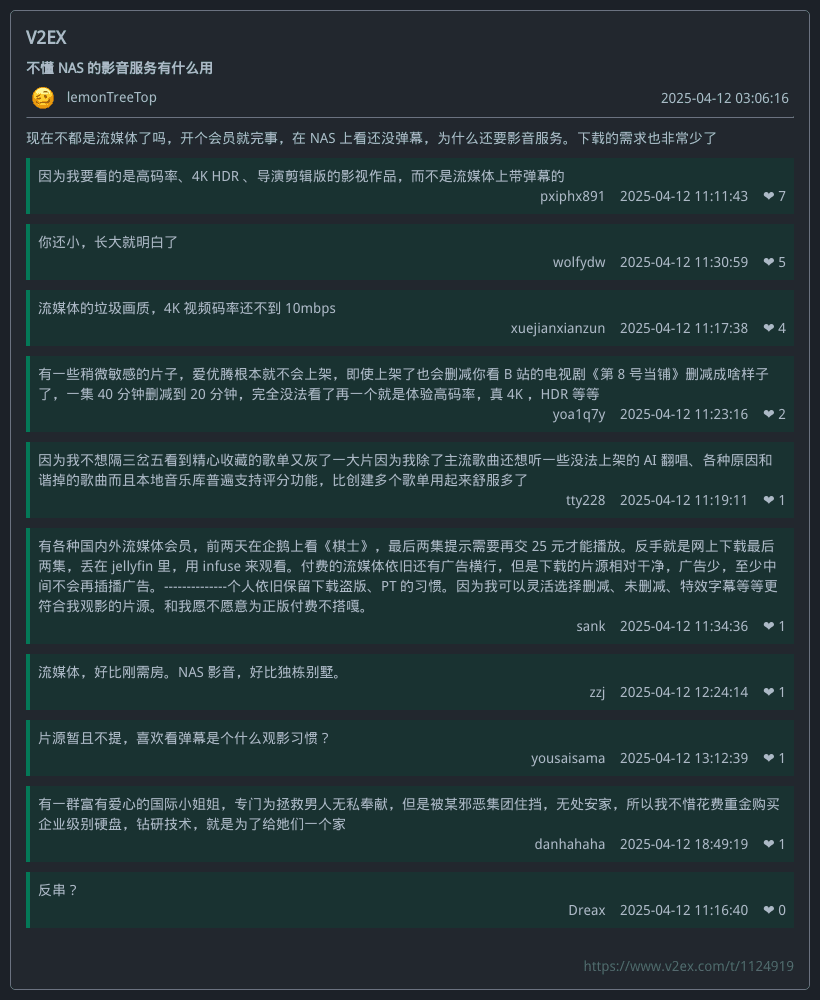 V2EX
不懂 NAS 的影音服务有什么用
lemonTreeTop 2025-04-12 03:06:16
现在不都是流媒体了吗，开个会员就完事，在 NAS 上看还没弹幕，为什么还要影音服务。下载的需求也非常少了
因为我要看的是高码率、4K HDR 、导演剪辑版的影视作品，而不是流媒体上带弹幕的
pxiphx891 2025-04-12 11:11:43 ❤ 7
你还小，长大就明白了
wolfydw 2025-04-12 11:30:59 ❤ 5
流媒体的垃圾画质，4K 视频码率还不到 10mbps
xuejianxianzun 2025-04-12 11:17:38 ❤ 4
有一些稍微敏感的片子，爱优腾根本就不会上架，即使上架了也会删减你看 B 站的电视剧《第 8 号当铺》删减成啥样子
了，一集 40 分钟删减到 20 分钟，完全没法看了再一个就是体验高码率，真 4K ，HDR 等等
yoa1q7y 2025-04-12 11:23:16 ❤ 2
因为我不想隔三岔五看到精心收藏的歌单又灰了一大片因为我除了主流歌曲还想听一些没法上架的 AI 翻唱、各种原因和
谐掉的歌曲而且本地音乐库普遍支持评分功能，比创建多个歌单用起来舒服多了
tty228 2025-04-12 11:19:11 ❤ 1
有各种国内外流媒体会员，前两天在企鹅上看《棋士》，最后两集提示需要再交 25 元才能播放。反手就是网上下载最后
两集，丢在 jellyfin 里，用 infuse 来观看。付费的流媒体依旧还有广告横行，但是下载的片源相对干净，广告少，至少中
间不会再插播广告。--------------个人依旧保留下载盗版、PT 的习惯。因为我可以灵活选择删减、未删减、特效字幕等等更
符合我观影的片源。和我愿不愿意为正版付费不搭嘎。
sank 2025-04-12 11:34:36 ❤ 1
流媒体，好比刚需房。NAS 影音，好比独栋别墅。
zzj 2025-04-12 12:24:14 ❤ 1
片源暂且不提，喜欢看弹幕是个什么观影习惯？
yousaisama 2025-04-12 13:12:39 ❤ 1
有一群富有爱心的国际小姐姐，专门为拯救男人无私奉献，但是被某邪恶集团住挡，无处安家，所以我不惜花费重金购买
企业级别硬盘，钻研技术，就是为了给她们一个家
danhahaha 2025-04-12 18:49:19 ❤ 1
反串？
Dreax 2025-04-12 11:16:40 ❤ 0
https://www.v2ex.com/t/1124919